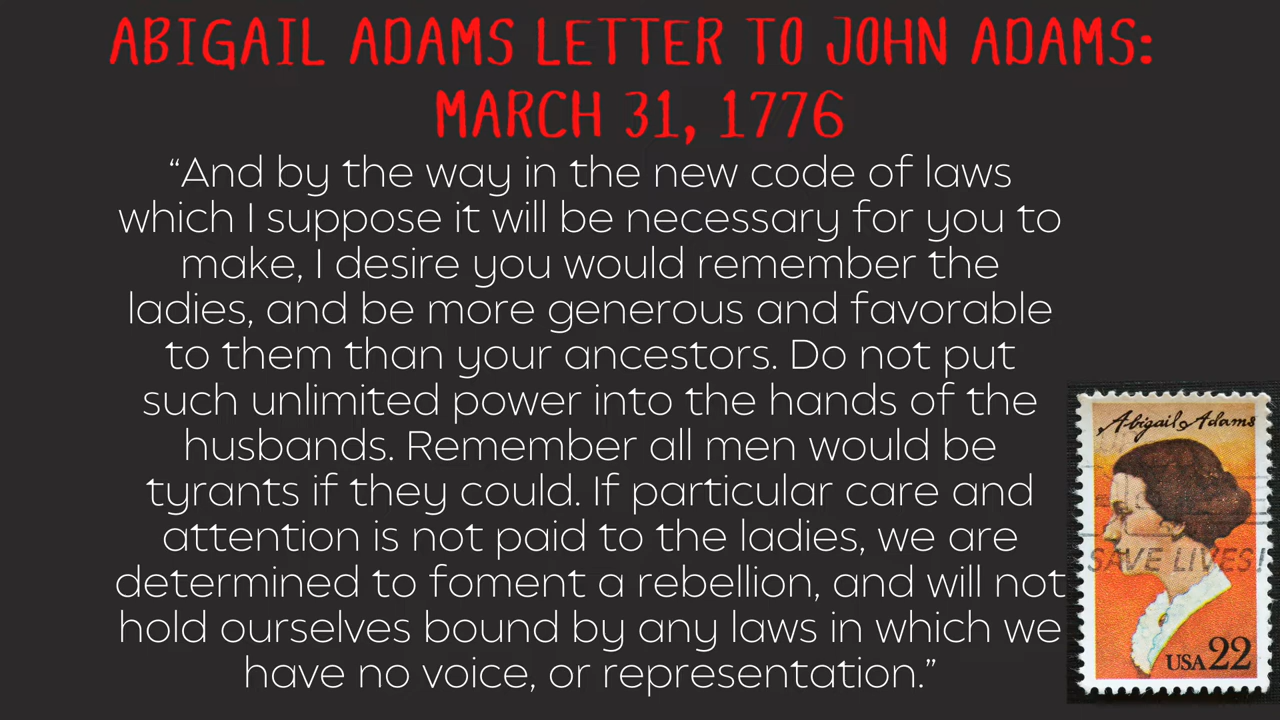 ABIGAIL ADAMS LETTER TO JOHN ADAMS:
MARCH 31, 1776
“And by the way in the new code of laws
which I suppose it will be necessary for you to
make, I desire you would remember the
ladies, and be more generous and favorable
to them than your ancestors. Do not put
such unlimited power into the hands of the
husbands. Remember all men would be
tyrants if they could. If particular care and
attention is not paid to the ladies, we are
determined to foment a rebellion, and will not
hold ourselves bound by any laws in which we
have no voice, or representation.”
Abigail Adams
SAVE LIVES!
USA 22